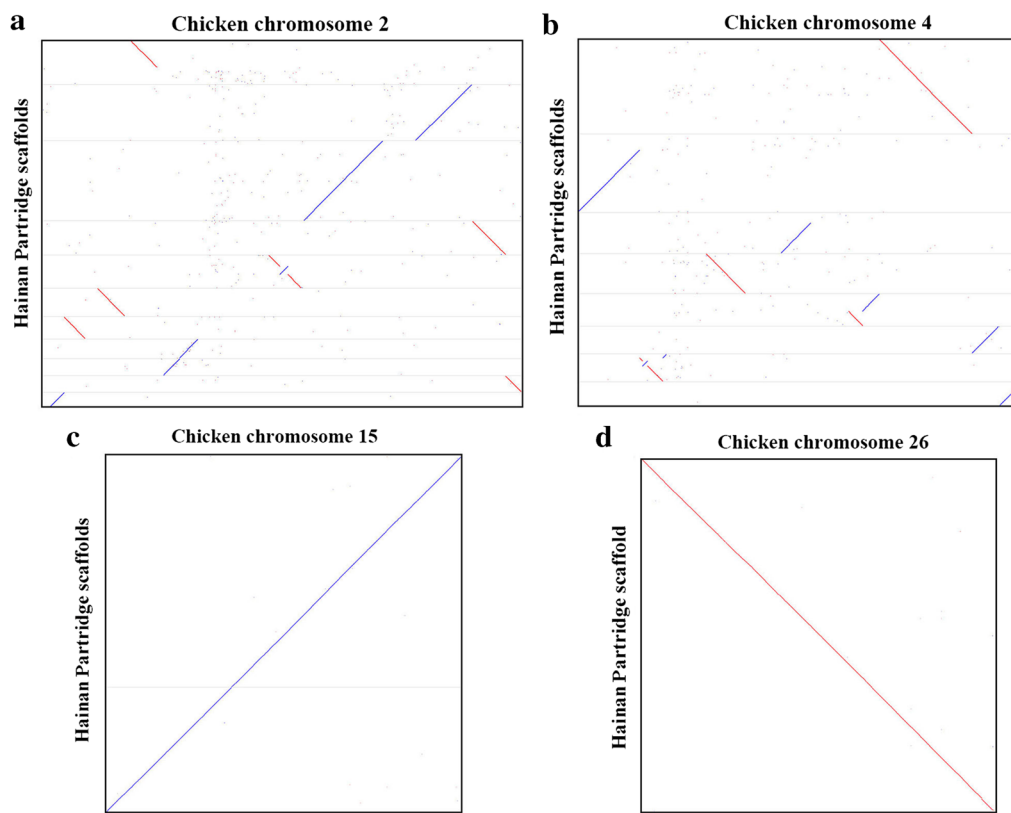 a
Chicken chromosome 2
Hainan Partridge scaffolds
b
Chicken chromosome 4
Hainan Partridge scaffolds
c
Chicken chromosome 15
Hainan Partridge scaffolds
d
Chicken chromosome 26
Hainan Partridge scaffold